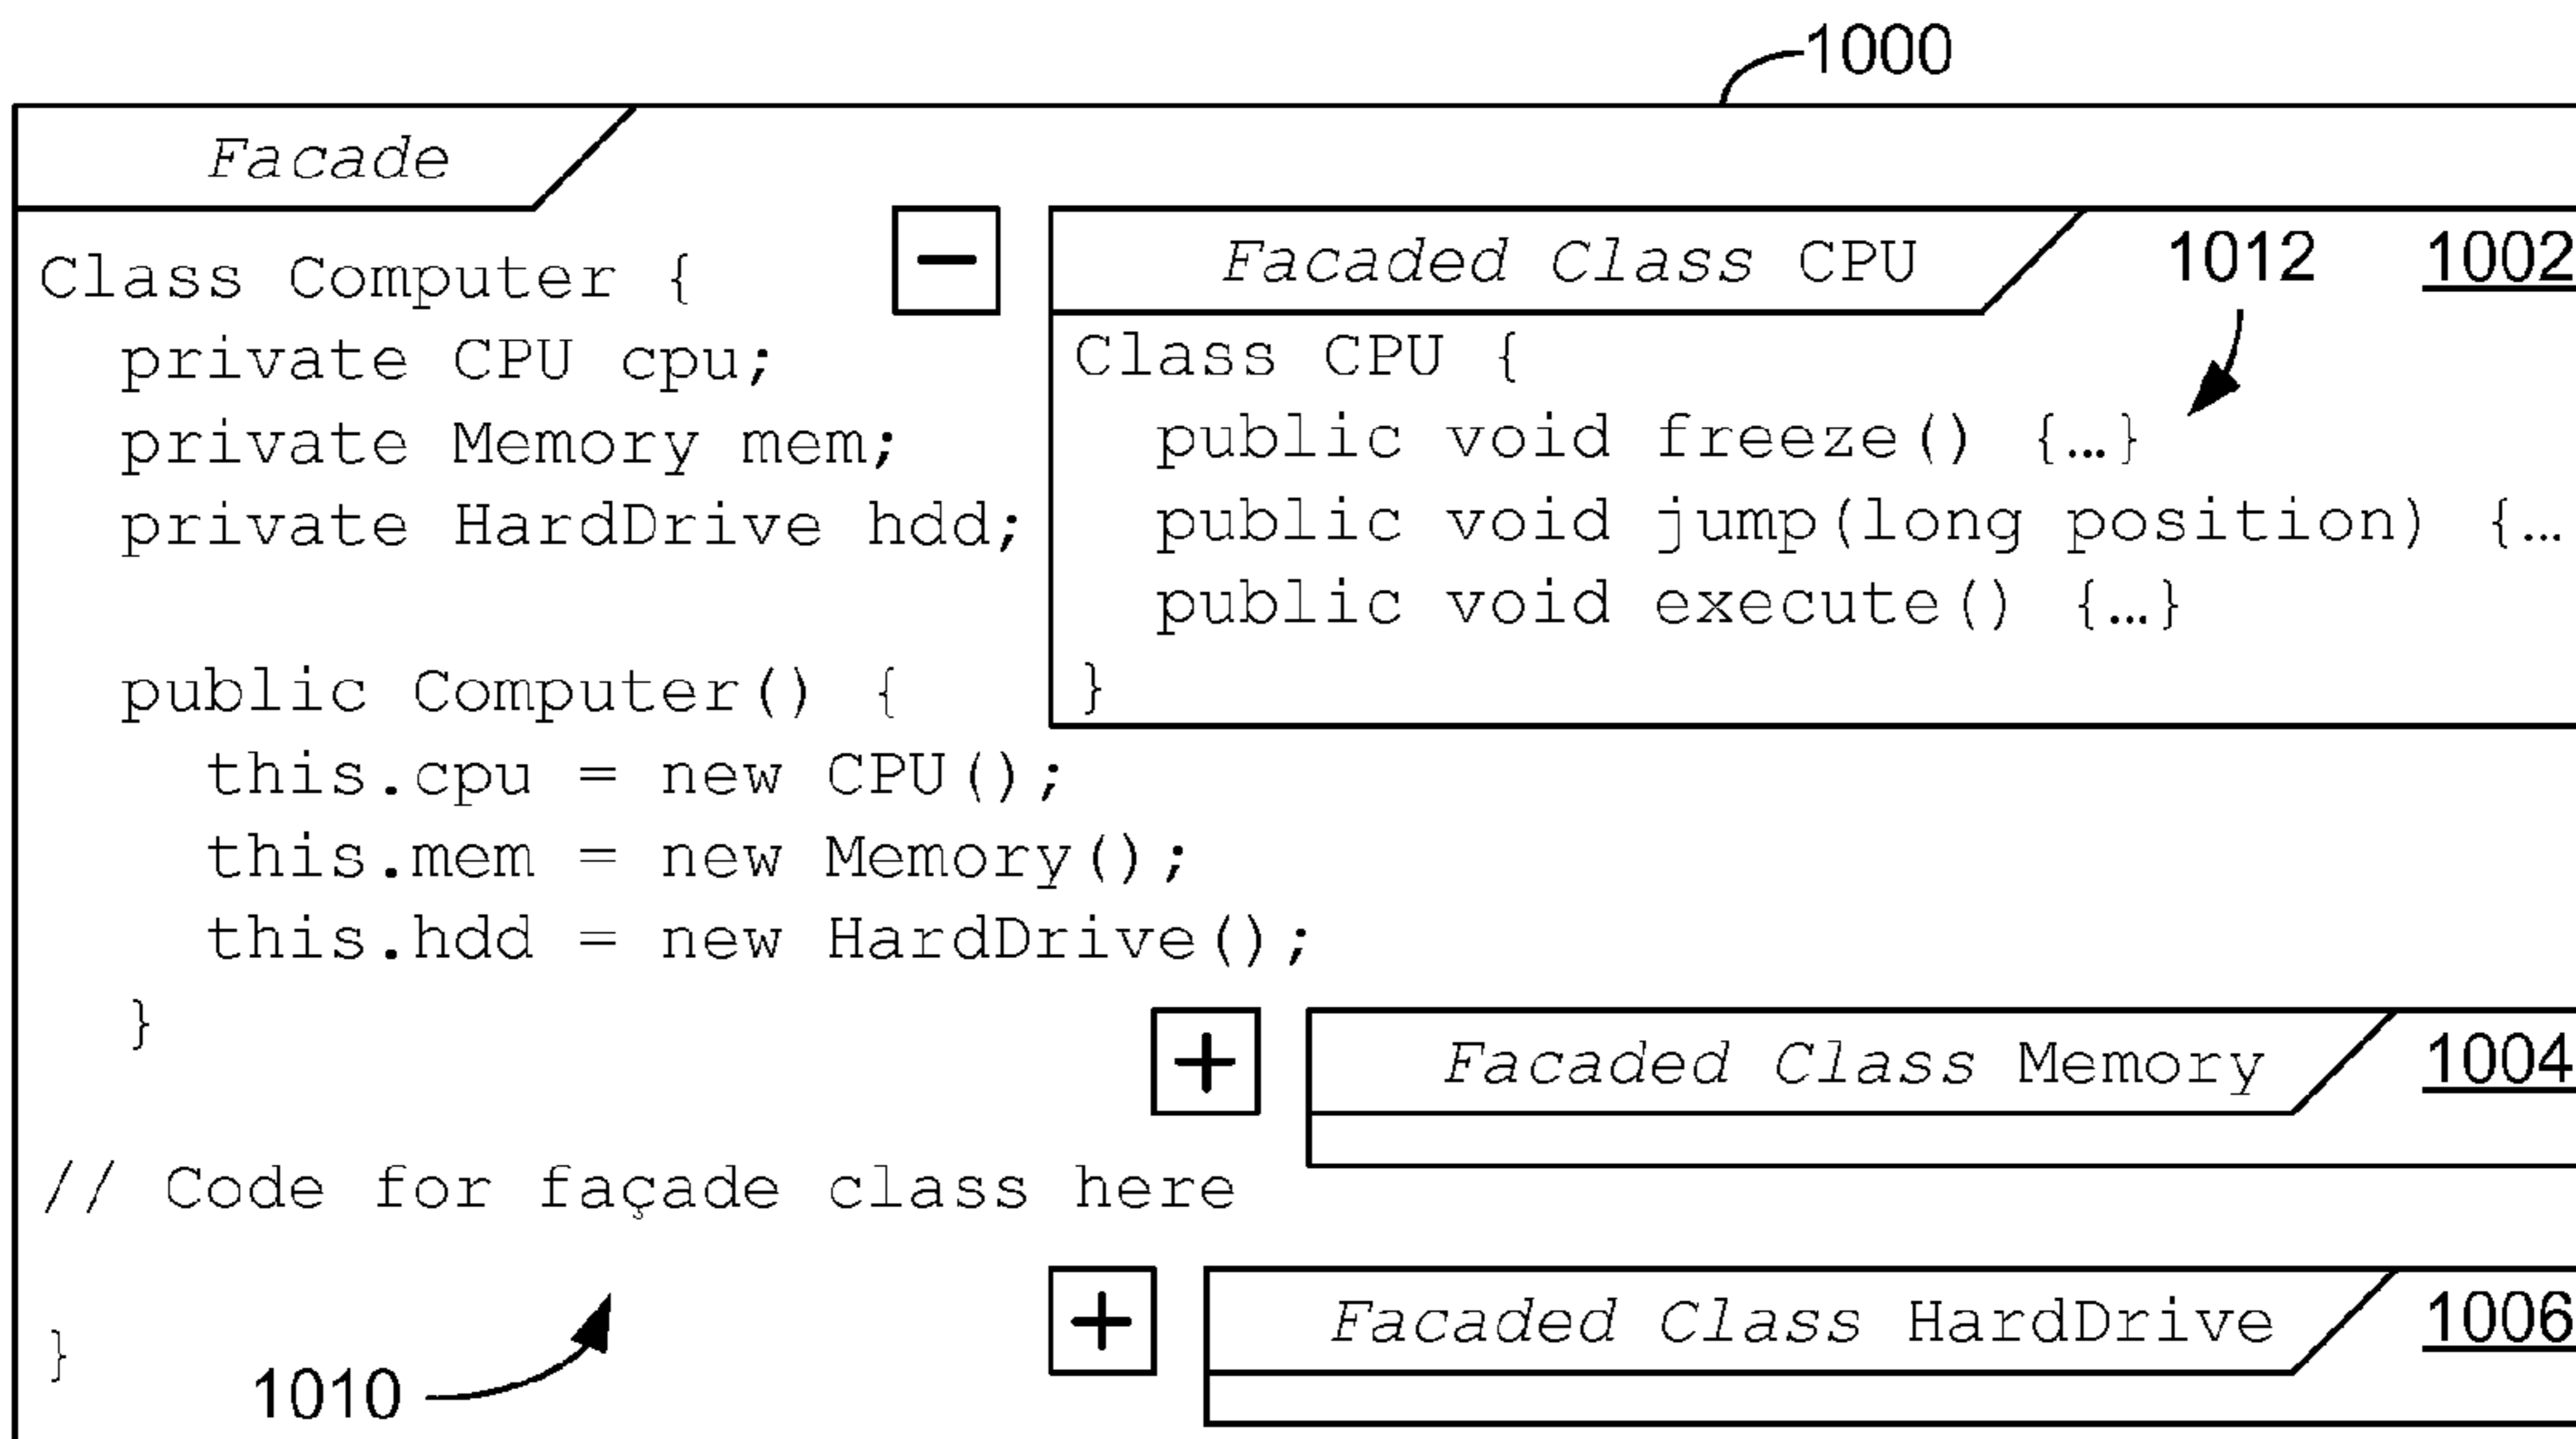 1000
Facade
Class Computer {
private CPU cpu;
private Memory mem;
private HardDrive hdd;
public Computer() {
this.cpu = new CPU();
this.mem = new Memory();
this.hdd = new HardDrive();
}
// Code for façade class here
}
1010
−
Facaded Class CPU
1012
1002
Class CPU {
public void freeze() {…}
public void jump(long position) {…
public void execute() {…}
}
+
Facaded Class Memory
1004
+
Facaded Class HardDrive
1006